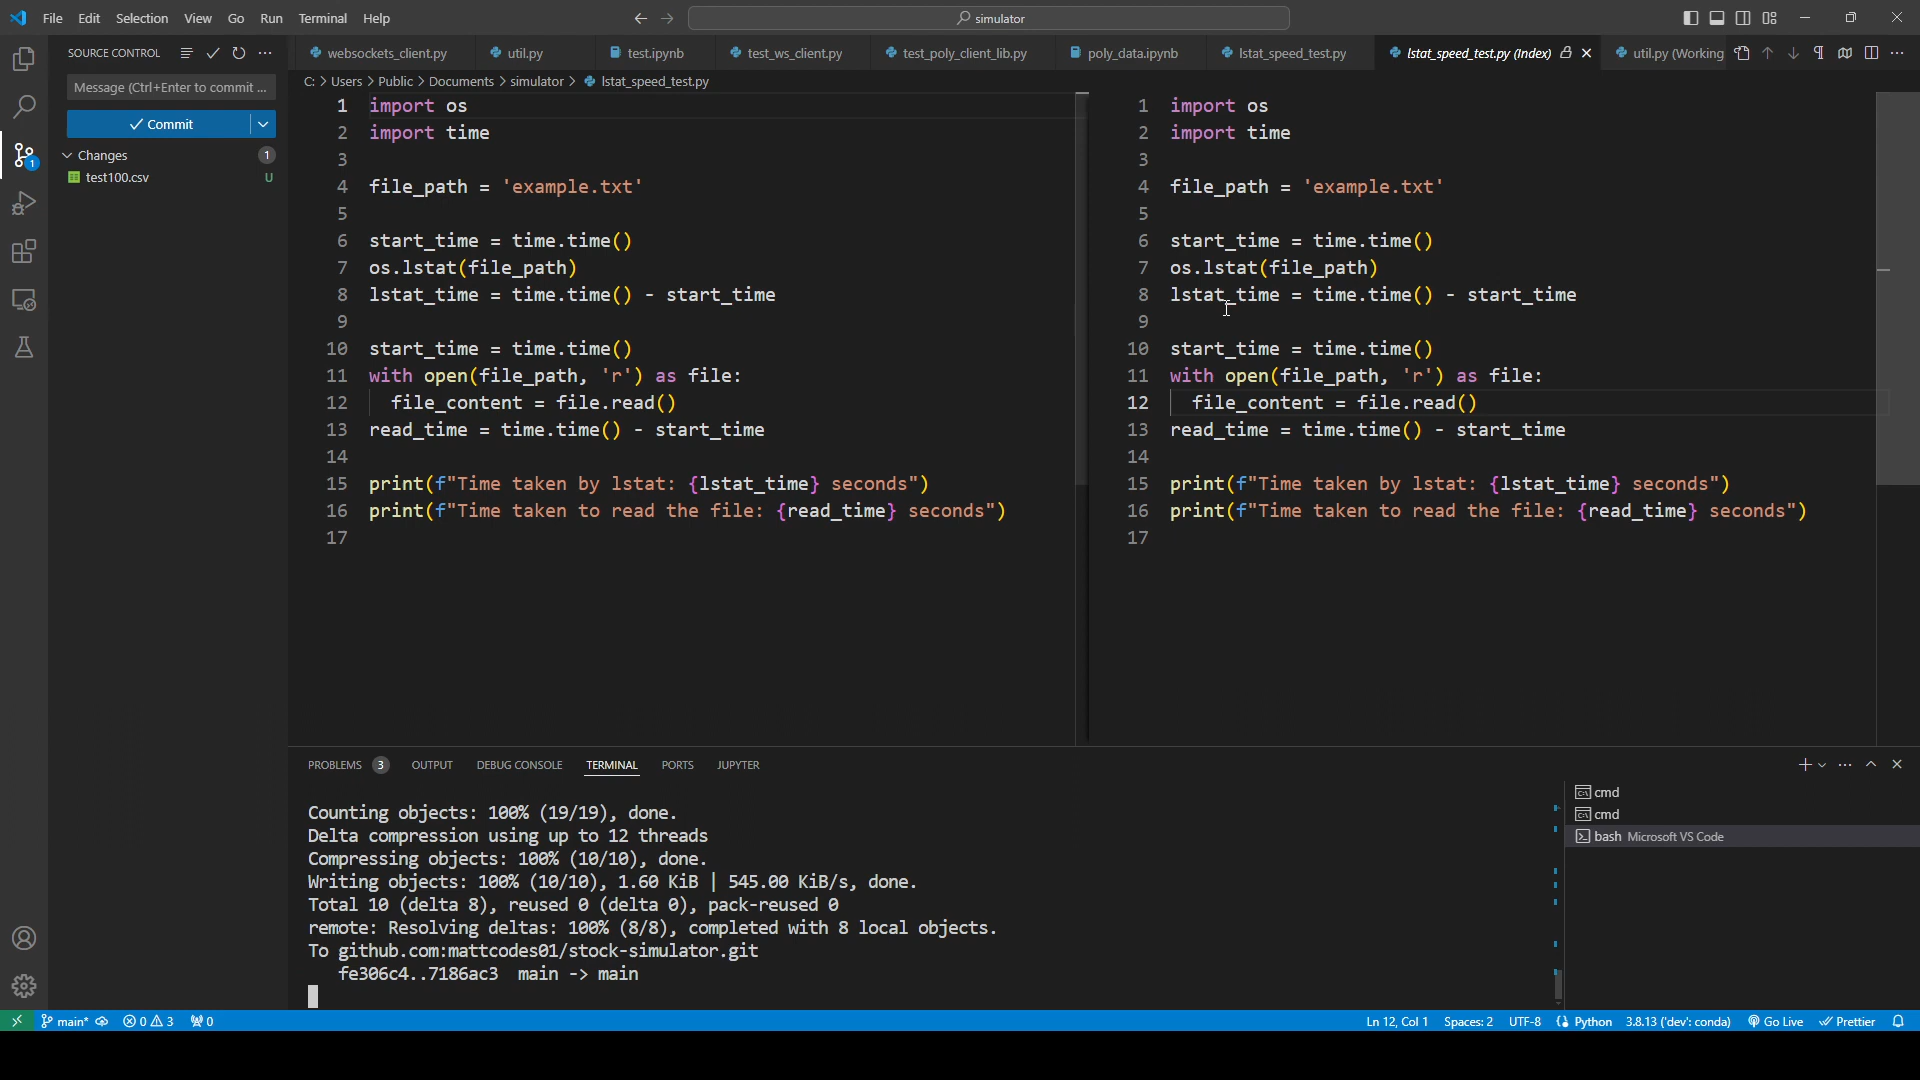 File Edit Selection View Go Run Terminal Help
simulator
SOURCE CONTROL
websockets_client.py
util.py
test.ipynb
test_ws_client.py
test_poly_client_lib.py
poly_data.ipynb
lstat_speed_test.py
lstat_speed_test.py (Index)
util.py (Working
C: > Users > Public > Documents > simulator > lstat_speed_test.py
Message (Ctrl+Enter to commit ...
Commit
Changes 1
test100.csv U
1
1 import os
2 import time
3
4 file_path = 'example.txt'
5
6 start_time = time.time()
7 os.lstat(file_path)
8 lstat_time = time.time() - start_time
9
10 start_time = time.time()
11 with open(file_path, 'r') as file:
12 file_content = file.read()
13 read_time = time.time() - start_time
14
15 print(f"Time taken by lstat: {lstat_time} seconds")
16 print(f"Time taken to read the file: {read_time} seconds")
17
1 import os
2 import time
3
4 file_path = 'example.txt'
5
6 start_time = time.time()
7 os.lstat(file_path)
8 lstat_time = time.time() - start_time
9
10 start_time = time.time()
11 with open(file_path, 'r') as file:
12 file_content = file.read()
13 read_time = time.time() - start_time
14
15 print(f"Time taken by lstat: {lstat_time} seconds")
16 print(f"Time taken to read the file: {read_time} seconds")
17
PROBLEMS 3 OUTPUT DEBUG CONSOLE TERMINAL PORTS JUPYTER
Counting objects: 100% (19/19), done.
Delta compression using up to 12 threads
Compressing objects: 100% (10/10), done.
Writing objects: 100% (10/10), 1.60 KiB | 545.00 KiB/s, done.
Total 10 (delta 8), reused 0 (delta 0), pack-reused 0
remote: Resolving deltas: 100% (8/8), completed with 8 local objects.
To github.com:mattcodes01/stock-simulator.git
fe306c4..7186ac3 main -> main
cmd
cmd
bash Microsoft VS Code
main* 0 3 0
Ln 12, Col 1 Spaces: 2 UTF-8 Python 3.8.13 ('dev': conda) Go Live Prettier